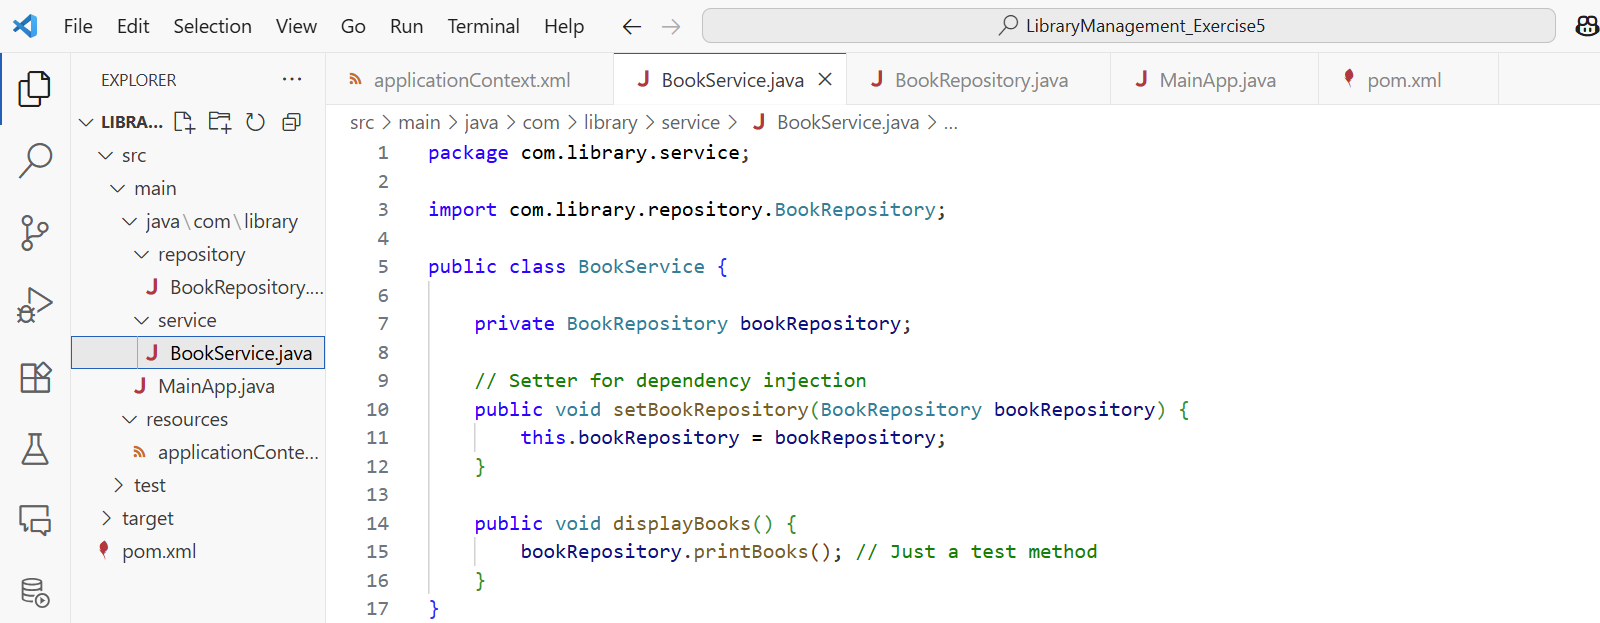 File Edit Selection View Go Run Terminal Help ← → LibraryManagement_Exercise5
EXPLORER ...
LIBRA...
src
main
java\com\library
repository
BookRepository....
service
BookService.java
MainApp.java
resources
applicationConte...
test
target
pom.xml
applicationContext.xml BookService.java BookRepository.java MainApp.java pom.xml
src > main > java > com > library > service > BookService.java > ...
1 package com.library.service;
2
3 import com.library.repository.BookRepository;
4
5 public class BookService {
6
7 private BookRepository bookRepository;
8
9 // Setter for dependency injection
10 public void setBookRepository(BookRepository bookRepository) {
11 this.bookRepository = bookRepository;
12 }
13
14 public void displayBooks() {
15 bookRepository.printBooks(); // Just a test method
16 }
17 }